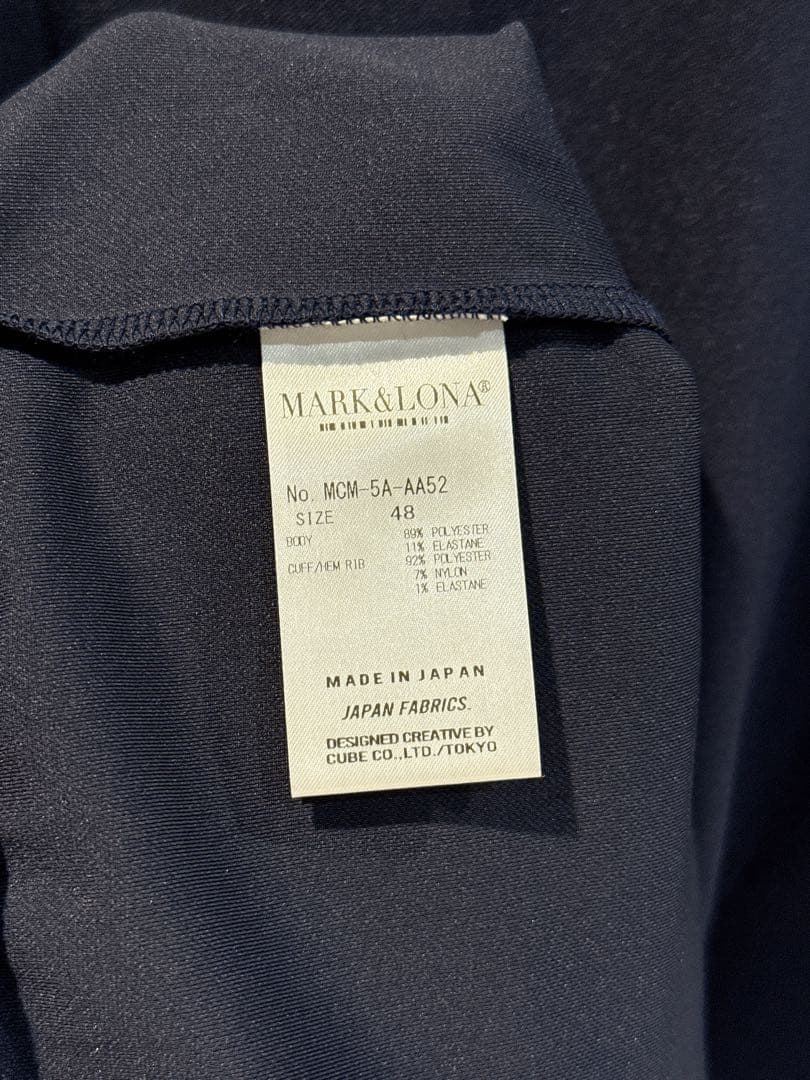 MARK&LONA®
No. MCM-5A-AA52
SIZE 48
BODY 89% POLYESTER
11% ELASTANE
CUFF/HEM RIB 92% POLYESTER
7% NYLON
1% ELASTANE
MADE IN JAPAN
JAPAN FABRICS.
DESIGNED CREATIVE BY
CUBE CO.,LTD./TOKYO